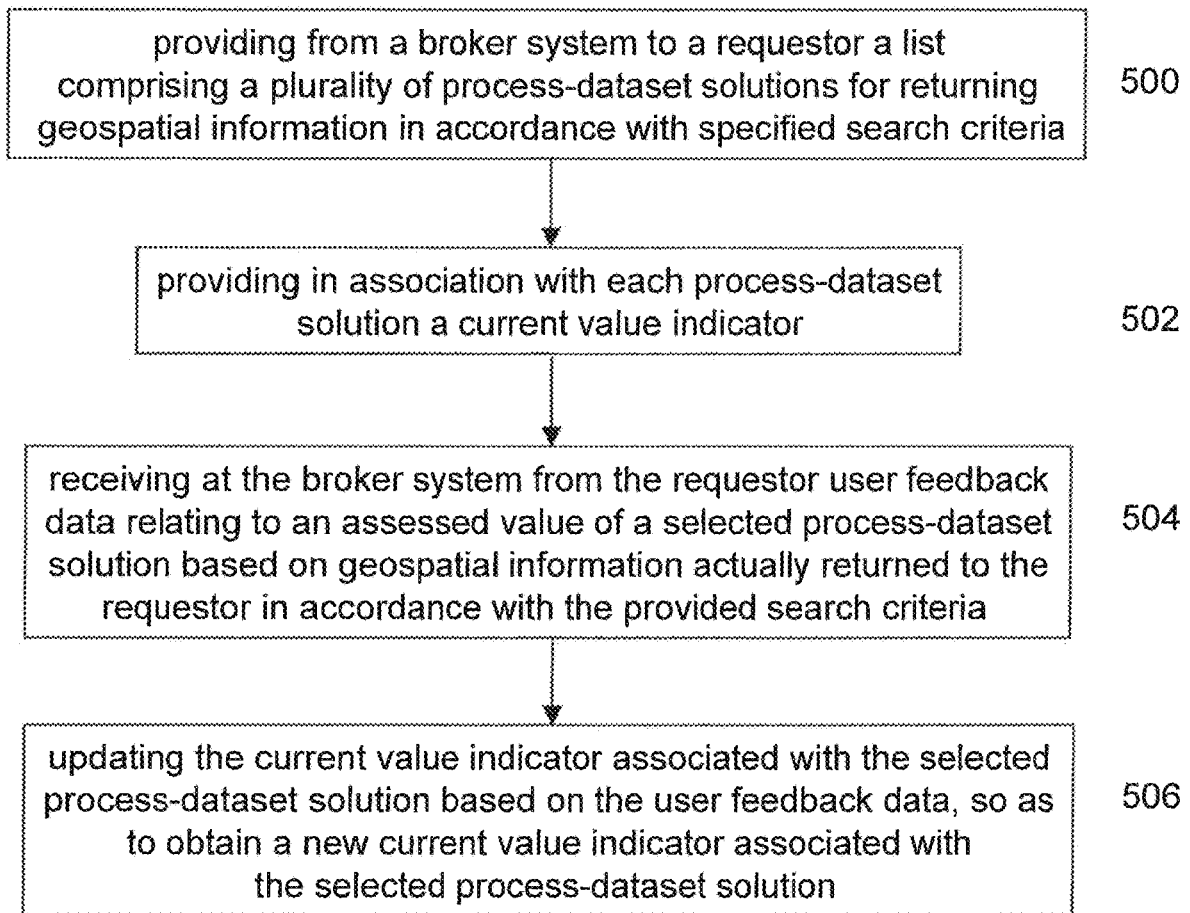 providing from a broker system to a requestor a list
comprising a plurality of process-dataset solutions for returning
geospatial information in accordance with specified search criteria
500
providing in association with each process-dataset
solution a current value indicator
502
receiving at the broker system from the requestor user feedback
data relating to an assessed value of a selected process-dataset
solution based on geospatial information actually returned to the
requestor in accordance with the provided search criteria
504
updating the current value indicator associated with the selected
process-dataset solution based on the user feedback data, so as
to obtain a new current value indicator associated with
the selected process-dataset solution
506